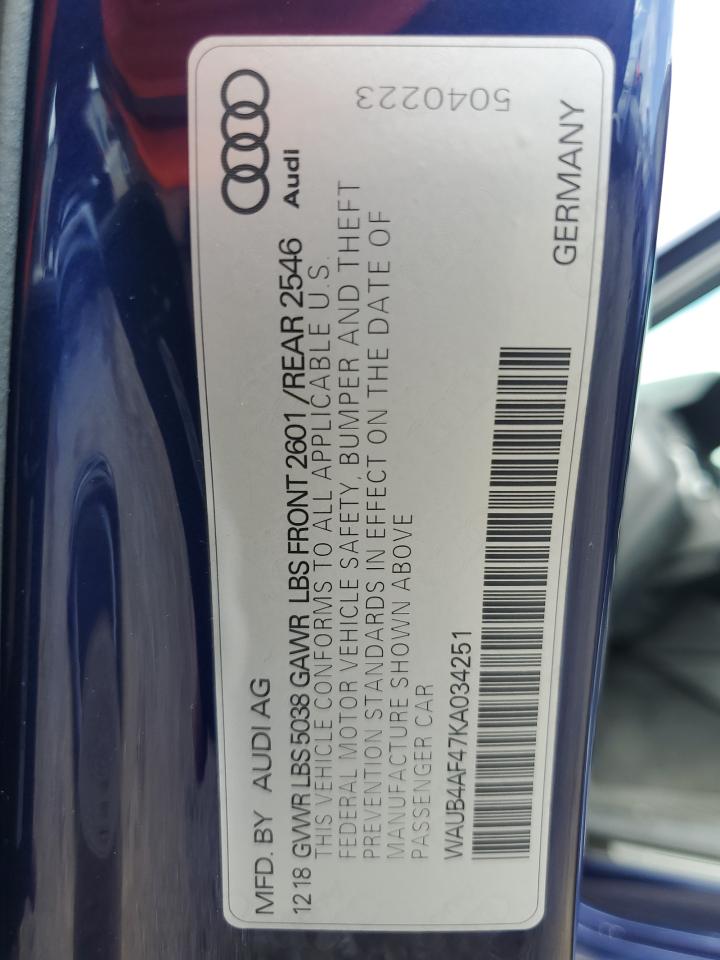 MFD. BY AUDI AG
Audi
1218 GVWR LBS 5038 GAWR LBS FRONT 2601 /REAR 2546
THIS VEHICLE CONFORMS TO ALL APPLICABLE U.S.
FEDERAL MOTOR VEHICLE SAFETY, BUMPER AND THEFT
PREVENTION STANDARDS IN EFFECT ON THE DATE OF
MANUFACTURE SHOWN ABOVE
PASSENGER CAR
5040223
WAUB4AF47KA034251
GERMANY